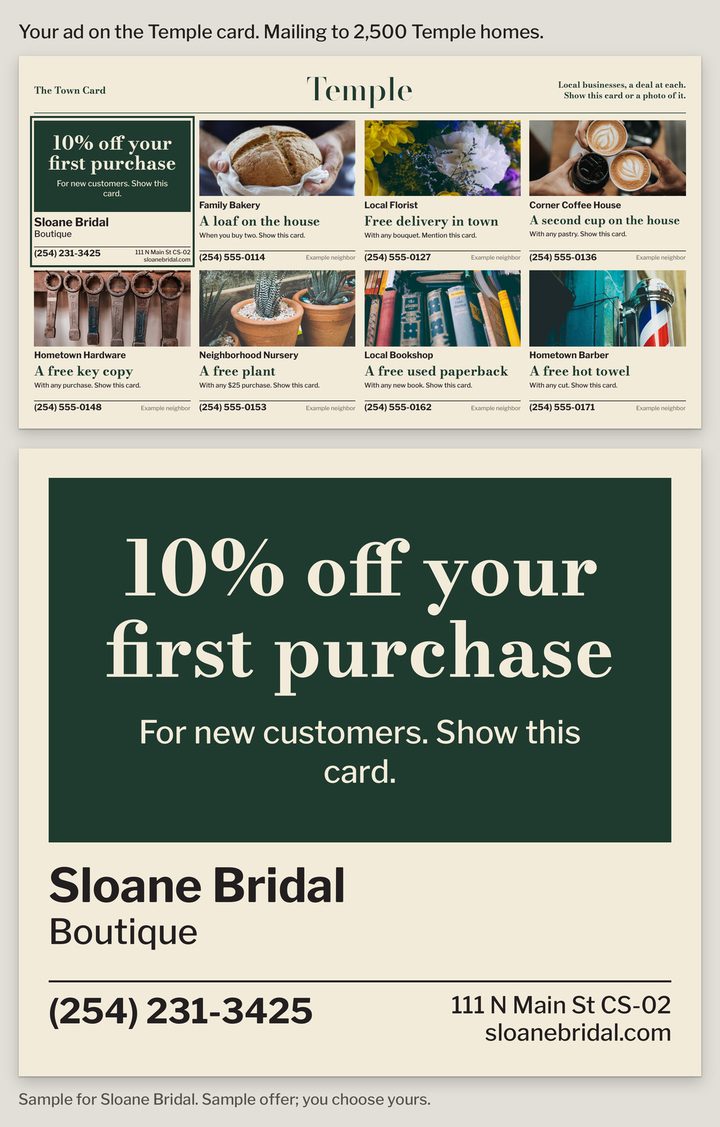 Your ad on the Temple card. Mailing to 2,500 Temple homes.
The Town Card
Temple
Local businesses, a deal at each.
Show this card or a photo of it.
10% off your
first purchase
For new customers. Show this
card.
Sloane Bridal
Boutique
(254) 231-3425
111 N Main St CS-02
sloanebridal.com
Family Bakery
A loaf on the house
When you buy two. Show this card.
(254) 555-0114
Example neighbor
Local Florist
Free delivery in town
With any bouquet. Mention this card.
(254) 555-0127
Example neighbor
Corner Coffee House
A second cup on the house
With any pastry. Show this card.
(254) 555-0136
Example neighbor
Hometown Hardware
A free key copy
With any purchase. Show this card.
(254) 555-0148
Example neighbor
Neighborhood Nursery
A free plant
With any $25 purchase. Show this card.
(254) 555-0153
Example neighbor
Local Bookshop
A free used paperback
With any new book. Show this card.
(254) 555-0162
Example neighbor
Hometown Barber
A free hot towel
With any cut. Show this card.
(254) 555-0171
Example neighbor
10% off your
first purchase
For new customers. Show this
card.
Sloane Bridal
Boutique
(254) 231-3425
111 N Main St CS-02
sloanebridal.com
Sample for Sloane Bridal. Sample offer; you choose yours.